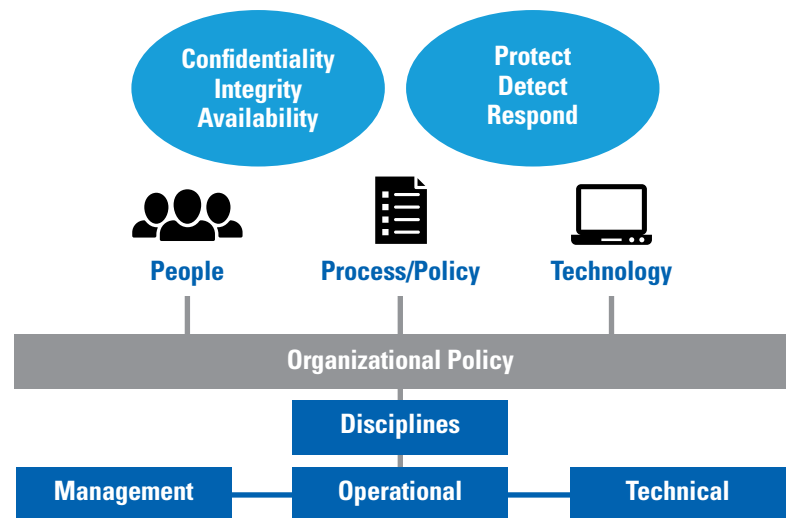 Confidentiality
Integrity
Availability
Protect
Detect
Respond
People
Process/Policy
Technology
Organizational Policy
Disciplines
Management
Operational
Technical